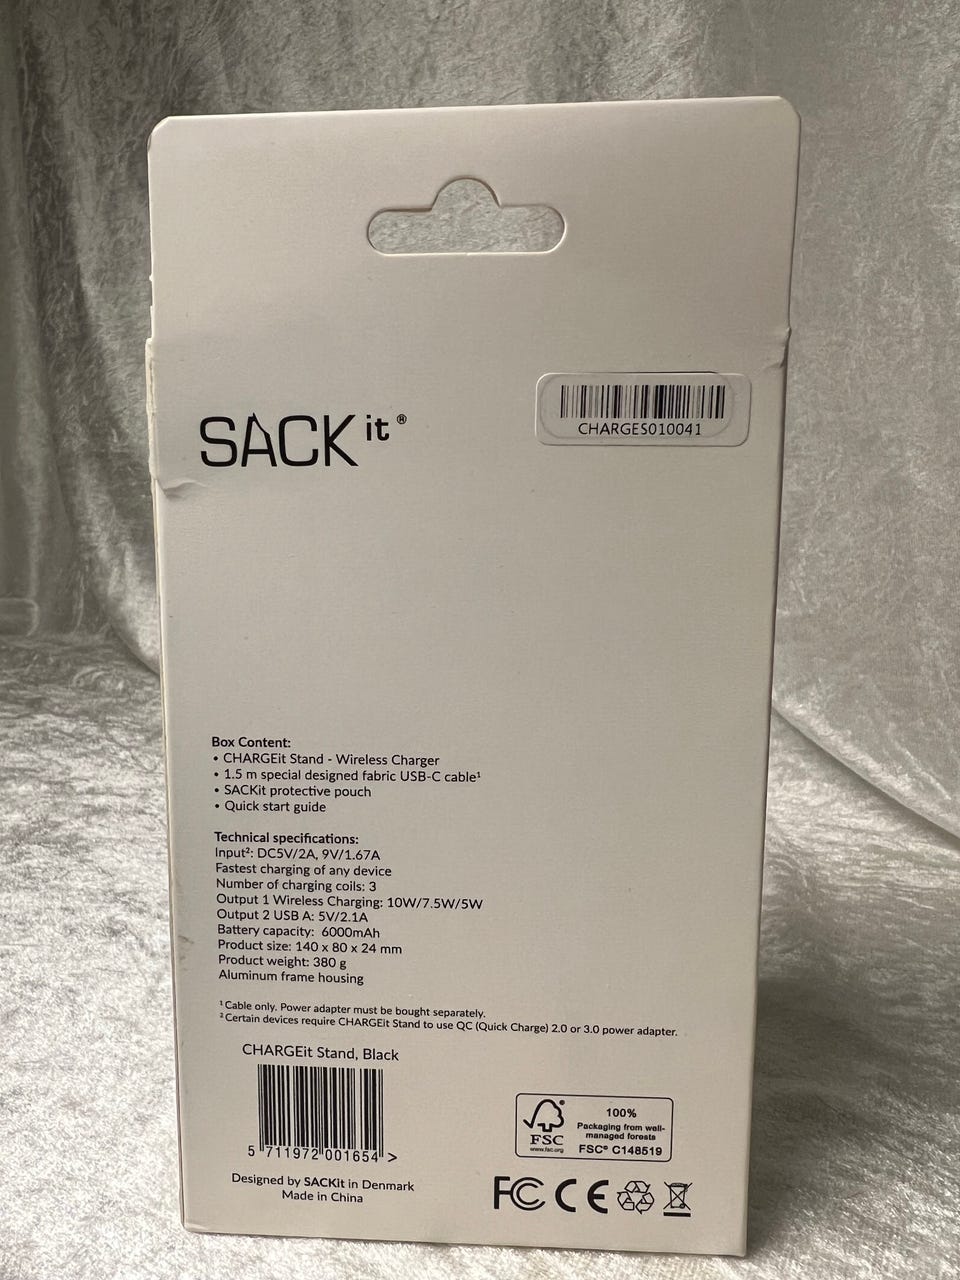 SACKit®
CHARGES010041
Box Content:
• CHARGEit Stand - Wireless Charger
• 1.5 m special designed fabric USB-C cable¹
• SACKit protective pouch
• Quick start guide
Technical specifications:
Input²: DC5V/2A, 9V/1.67A
Fastest charging of any device
Number of charging coils: 3
Output 1 Wireless Charging: 10W/7.5W/5W
Output 2 USB A: 5V/2.1A
Battery capacity: 6000mAh
Product size: 140 x 80 x 24 mm
Product weight: 380 g
Aluminum frame housing
¹ Cable only. Power adapter must be bought separately.
² Certain devices require CHARGEit Stand to use QC (Quick Charge) 2.0 or 3.0 power adapter.
CHARGEit Stand, Black
5 711972 001654 >
Designed by SACKit in Denmark
Made in China
FSC
www.fsc.org
100%
Packaging from well-
managed forests
FSC® C148519
FC CE